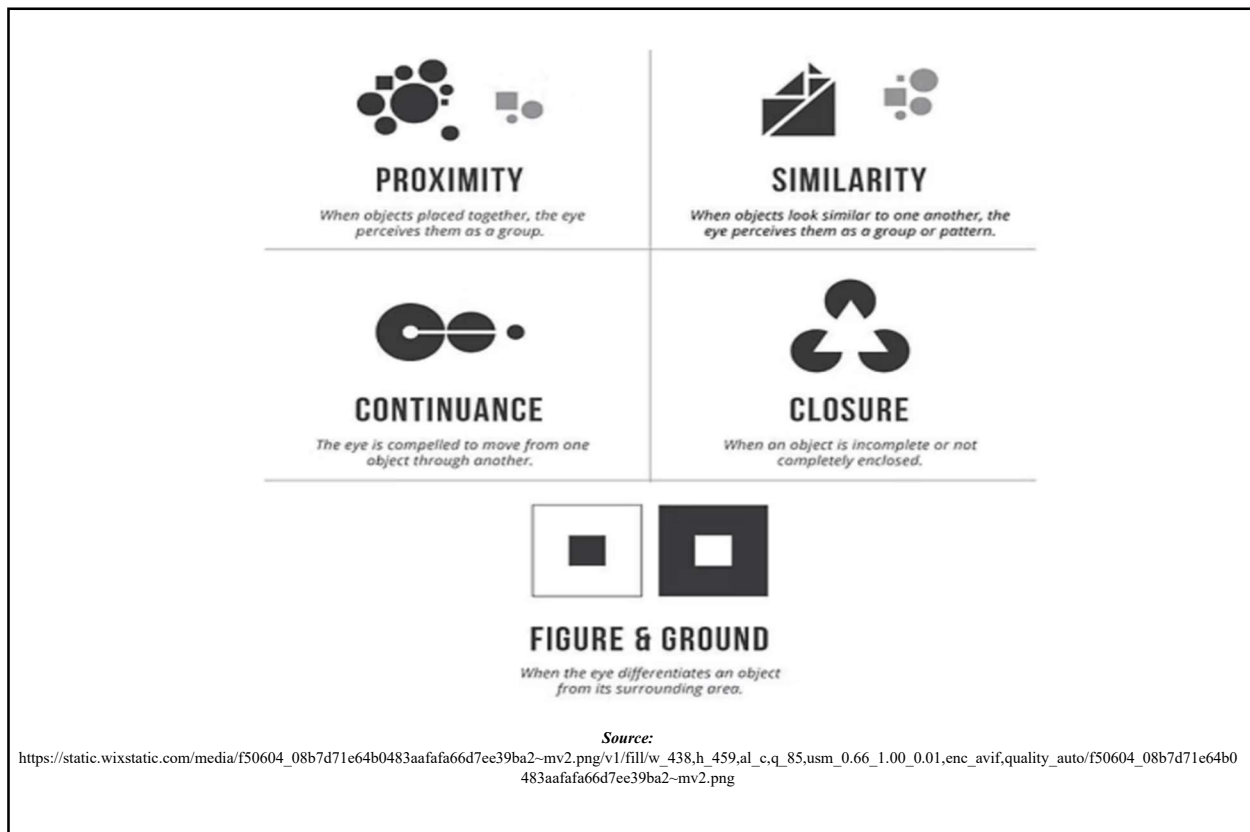 PROXIMITY
When objects placed together, the eye
perceives them as a group.
SIMILARITY
When objects look similar to one another, the
eye perceives them as a group or pattern.
CONTINUANCE
The eye is compelled to move from one
object through another.
CLOSURE
When an object is incomplete or not
completely enclosed.
FIGURE & GROUND
When the eye differentiates an object
from its surrounding area.
Source:
https://static.wixstatic.com/media/f50604_08b7d71e64b0483aafafa66d7ee39ba2~mv2.png/v1/fill/w_438,h_459,al_c,q_85,usm_0.66_1.00_0.01,enc_avif,quality_auto/f50604_08b7d71e64b0
483aafafa66d7ee39ba2~mv2.png